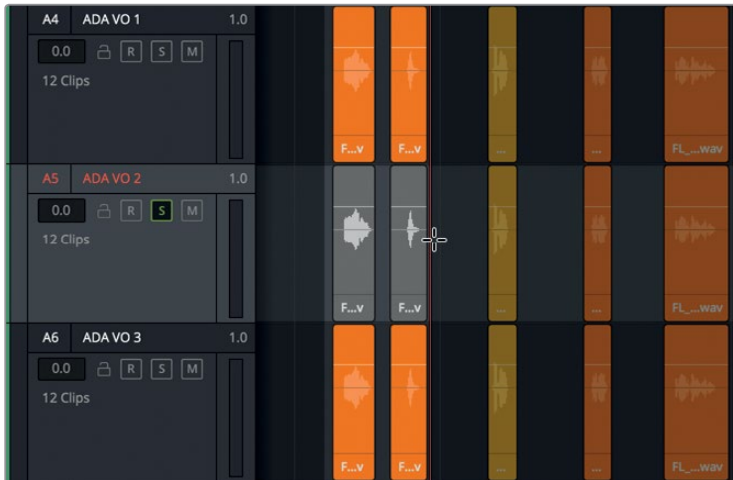 A4 ADA VO 1 1.0
0.0 R S M
12 Clips
F...v F...v ... ... FL_...wav
A5 ADA VO 2 1.0
0.0 R S M
12 Clips
F...v F...v ... ... FL_...wav
A6 ADA VO 3 1.0
0.0 R S M
12 Clips
F...v F...v ... ... FL_...wav